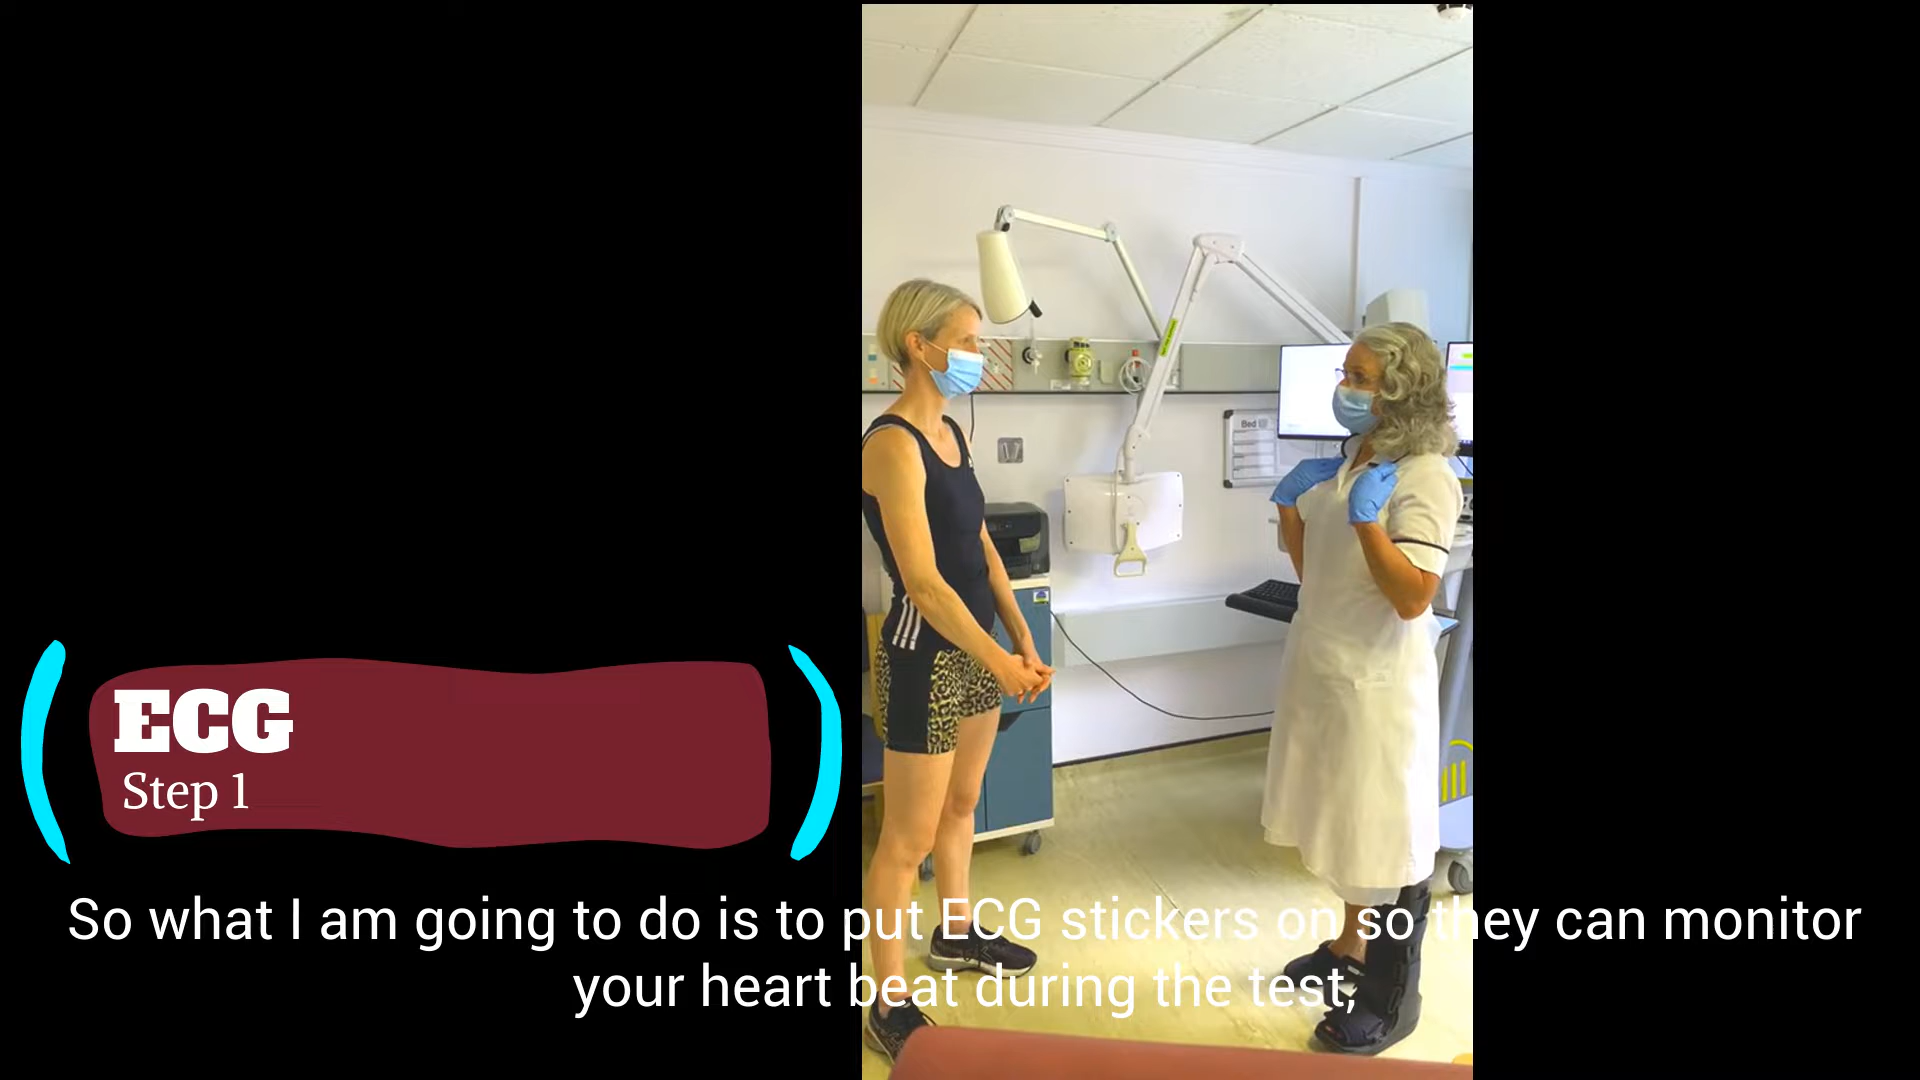 Bed
ECG
Step 1
So what I am going to do is to put ECG stickers on so they can monitor
your heart beat during the test,